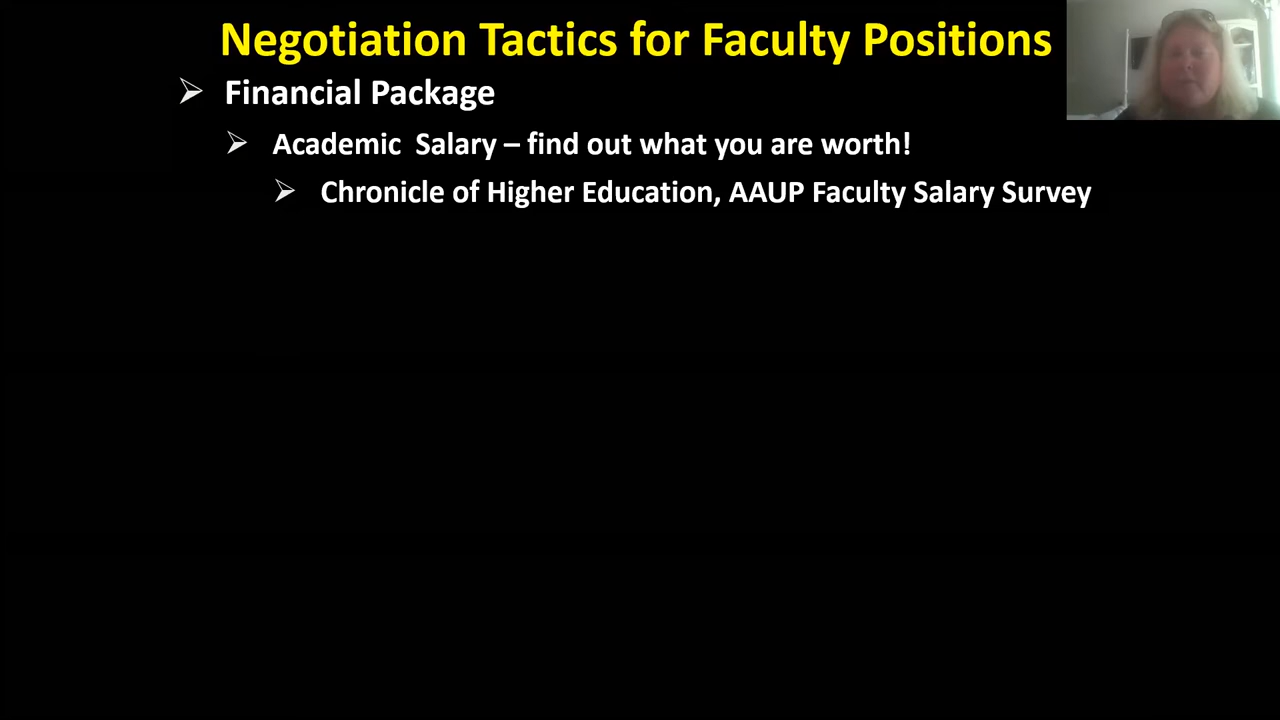 Negotiation Tactics for Faculty Positions
Financial Package
Academic Salary – find out what you are worth!
Chronicle of Higher Education, AAUP Faculty Salary Survey